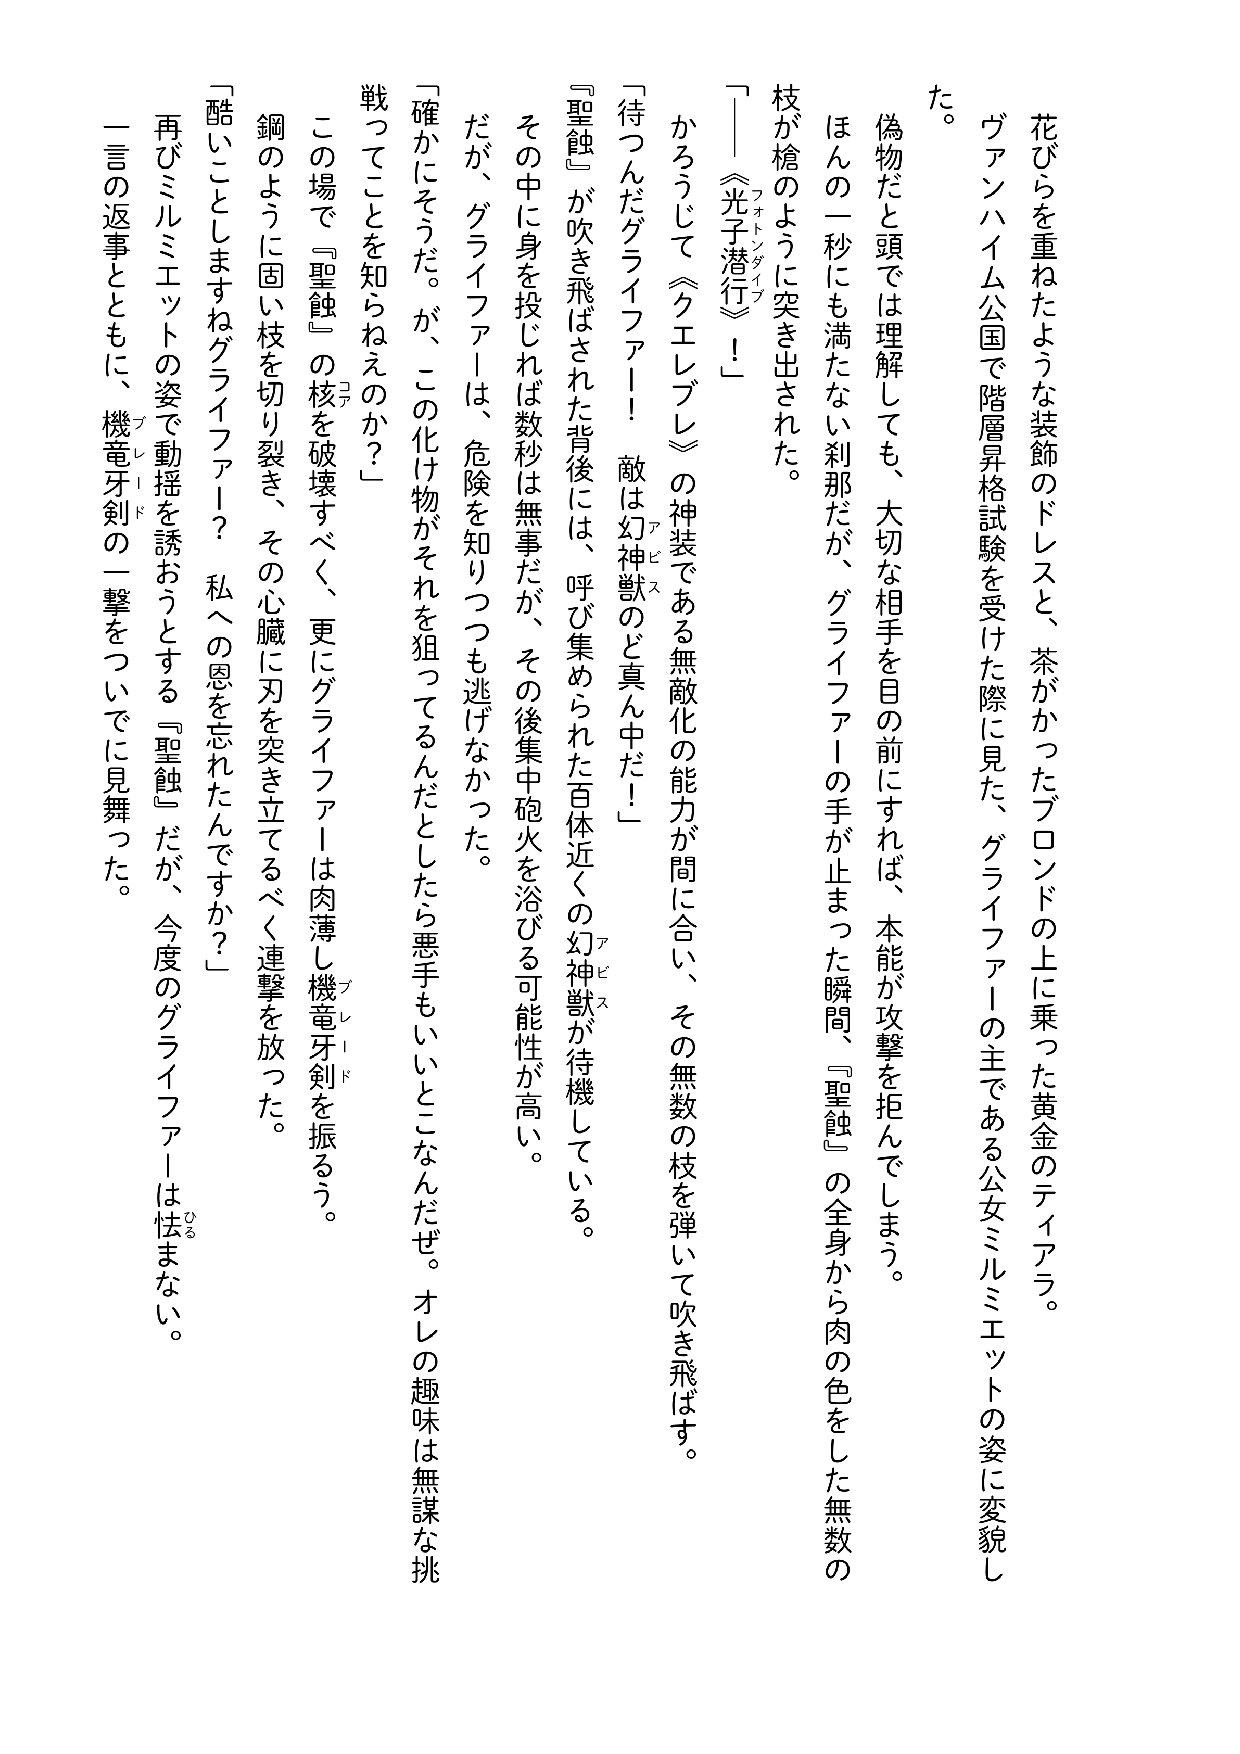 花びらを重ねたような装飾のドレスと、茶がかったブロンドの上に乗った黄金のティアラ。
ヴァンハイム公国で階層昇格試験を受けた際に見た、グライファーの主である公女ミルミエットの姿に変貌し
た。
偽物だと頭では理解しても、大切な相手を目の前にすれば、本能が攻撃を拒んでしまう。
ほんの一秒にも満たない刹那だが、グライファーの手が止まった瞬間、『聖蝕』の全身から肉の色をした無数の
枝が槍のように突き出された。
「――《光子潜行》！」
フォトンダイブ
かろうじて《クエレブレ》の神装である無敵化の能力が間に合い、その無数の枝を弾いて吹き飛ばす。
「待つんだグライファー！　敵は幻神獣のど真ん中だ！」
アビス
『聖蝕』が吹き飛ばされた背後には、呼び集められた百体近くの幻神獣が待機している。
アビス
その中に身を投じれば数秒は無事だが、その後集中砲火を浴びる可能性が高い。
だが、グライファーは、危険を知りつつも逃げなかった。
「確かにそうだ。が、この化け物がそれを狙ってるんだとしたら悪手もいいとこなんだぜ。オレの趣味は無謀な挑
戦ってことを知らねえのか？」
この場で『聖蝕』の核を破壊すべく、更にグライファーは肉薄し機竜牙剣を振るう。
コア
ブレード
鋼のように固い枝を切り裂き、その心臓に刃を突き立てるべく連撃を放った。
「酷いことしますねグライファー？　私への恩を忘れたんですか？」
再びミルミエットの姿で動揺を誘おうとする『聖蝕』だが、今度のグライファーは怯まない。
ひる
一言の返事とともに、機竜牙剣の一撃をついでに見舞った。
ブレード